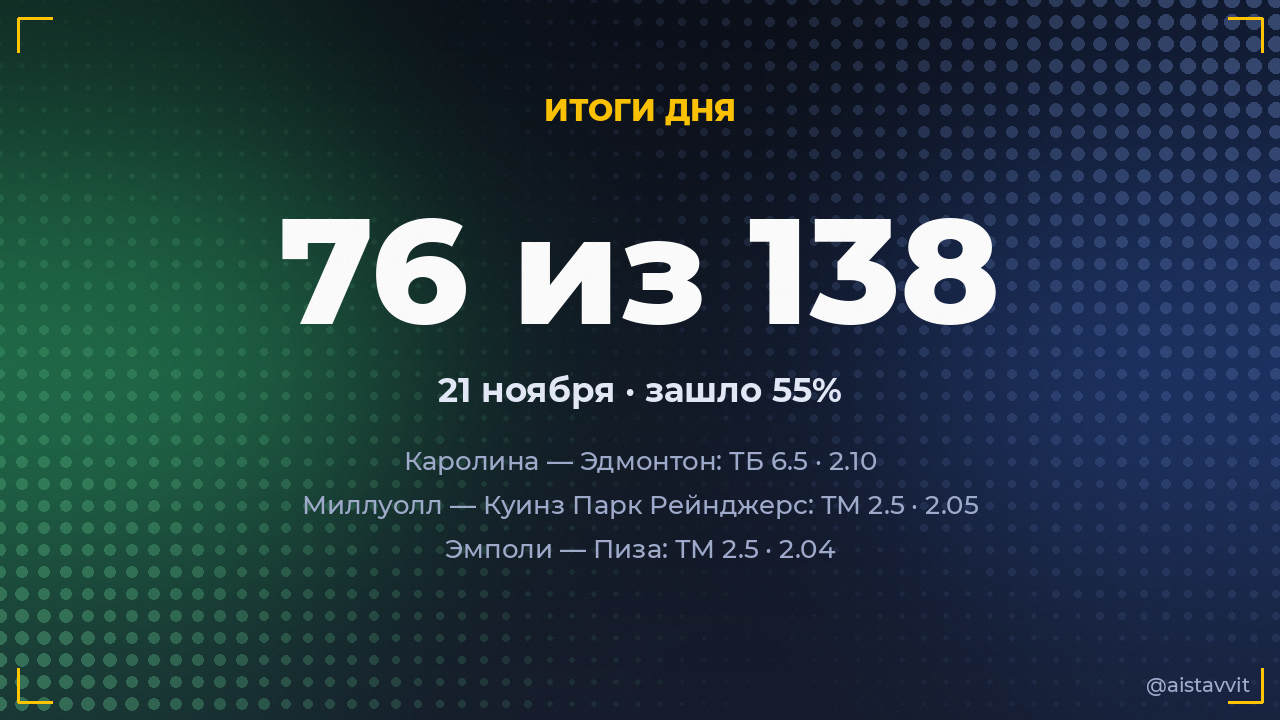 ИТОГИ ДНЯ
76 из 138
21 ноября · зашло 55%
Каролина — Эдмонтон: ТБ 6.5 · 2.10
Миллуолл — Куинз Парк Рейнджерс: ТМ 2.5 · 2.05
Эмполи — Пиза: ТМ 2.5 · 2.04
@aistavvit